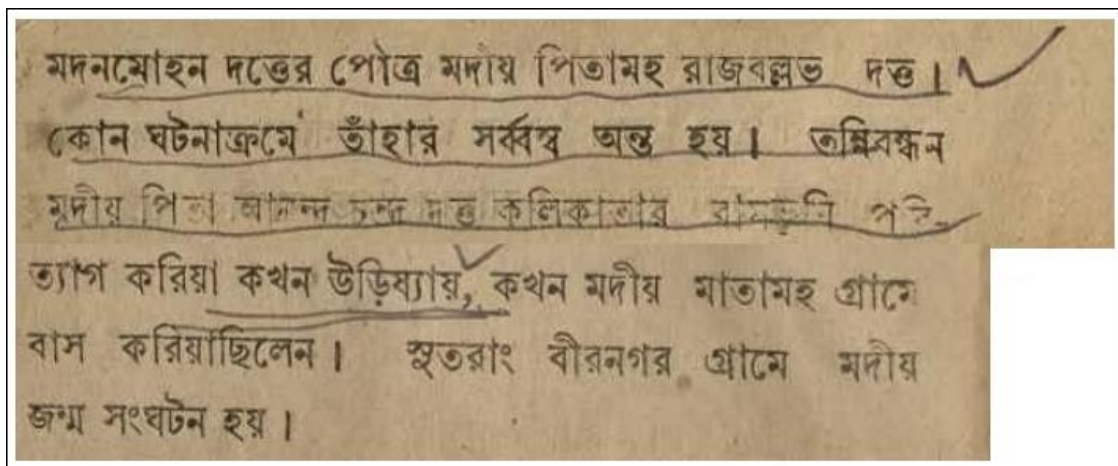 মদনমোহন দত্তের পৌত্র মদীয় পিতামহ রাজবল্লভ দত্ত।
কোন ঘটনাক্রমে তাঁহার সর্ব্বস্ব অন্ত হয়। তন্নিবন্ধন
মদীয় পিতা আনন্দ চন্দ্র দত্ত কলিকাতার বাসভূমি পরি-
ত্যাগ করিয়া কখন উড়িষ্যায়, কখন মদীয় মাতামহ গ্রামে
বাস করিয়াছিলেন। সুতরাং বীরনগর গ্রামে মদীয়
জন্ম সংঘটন হয়।